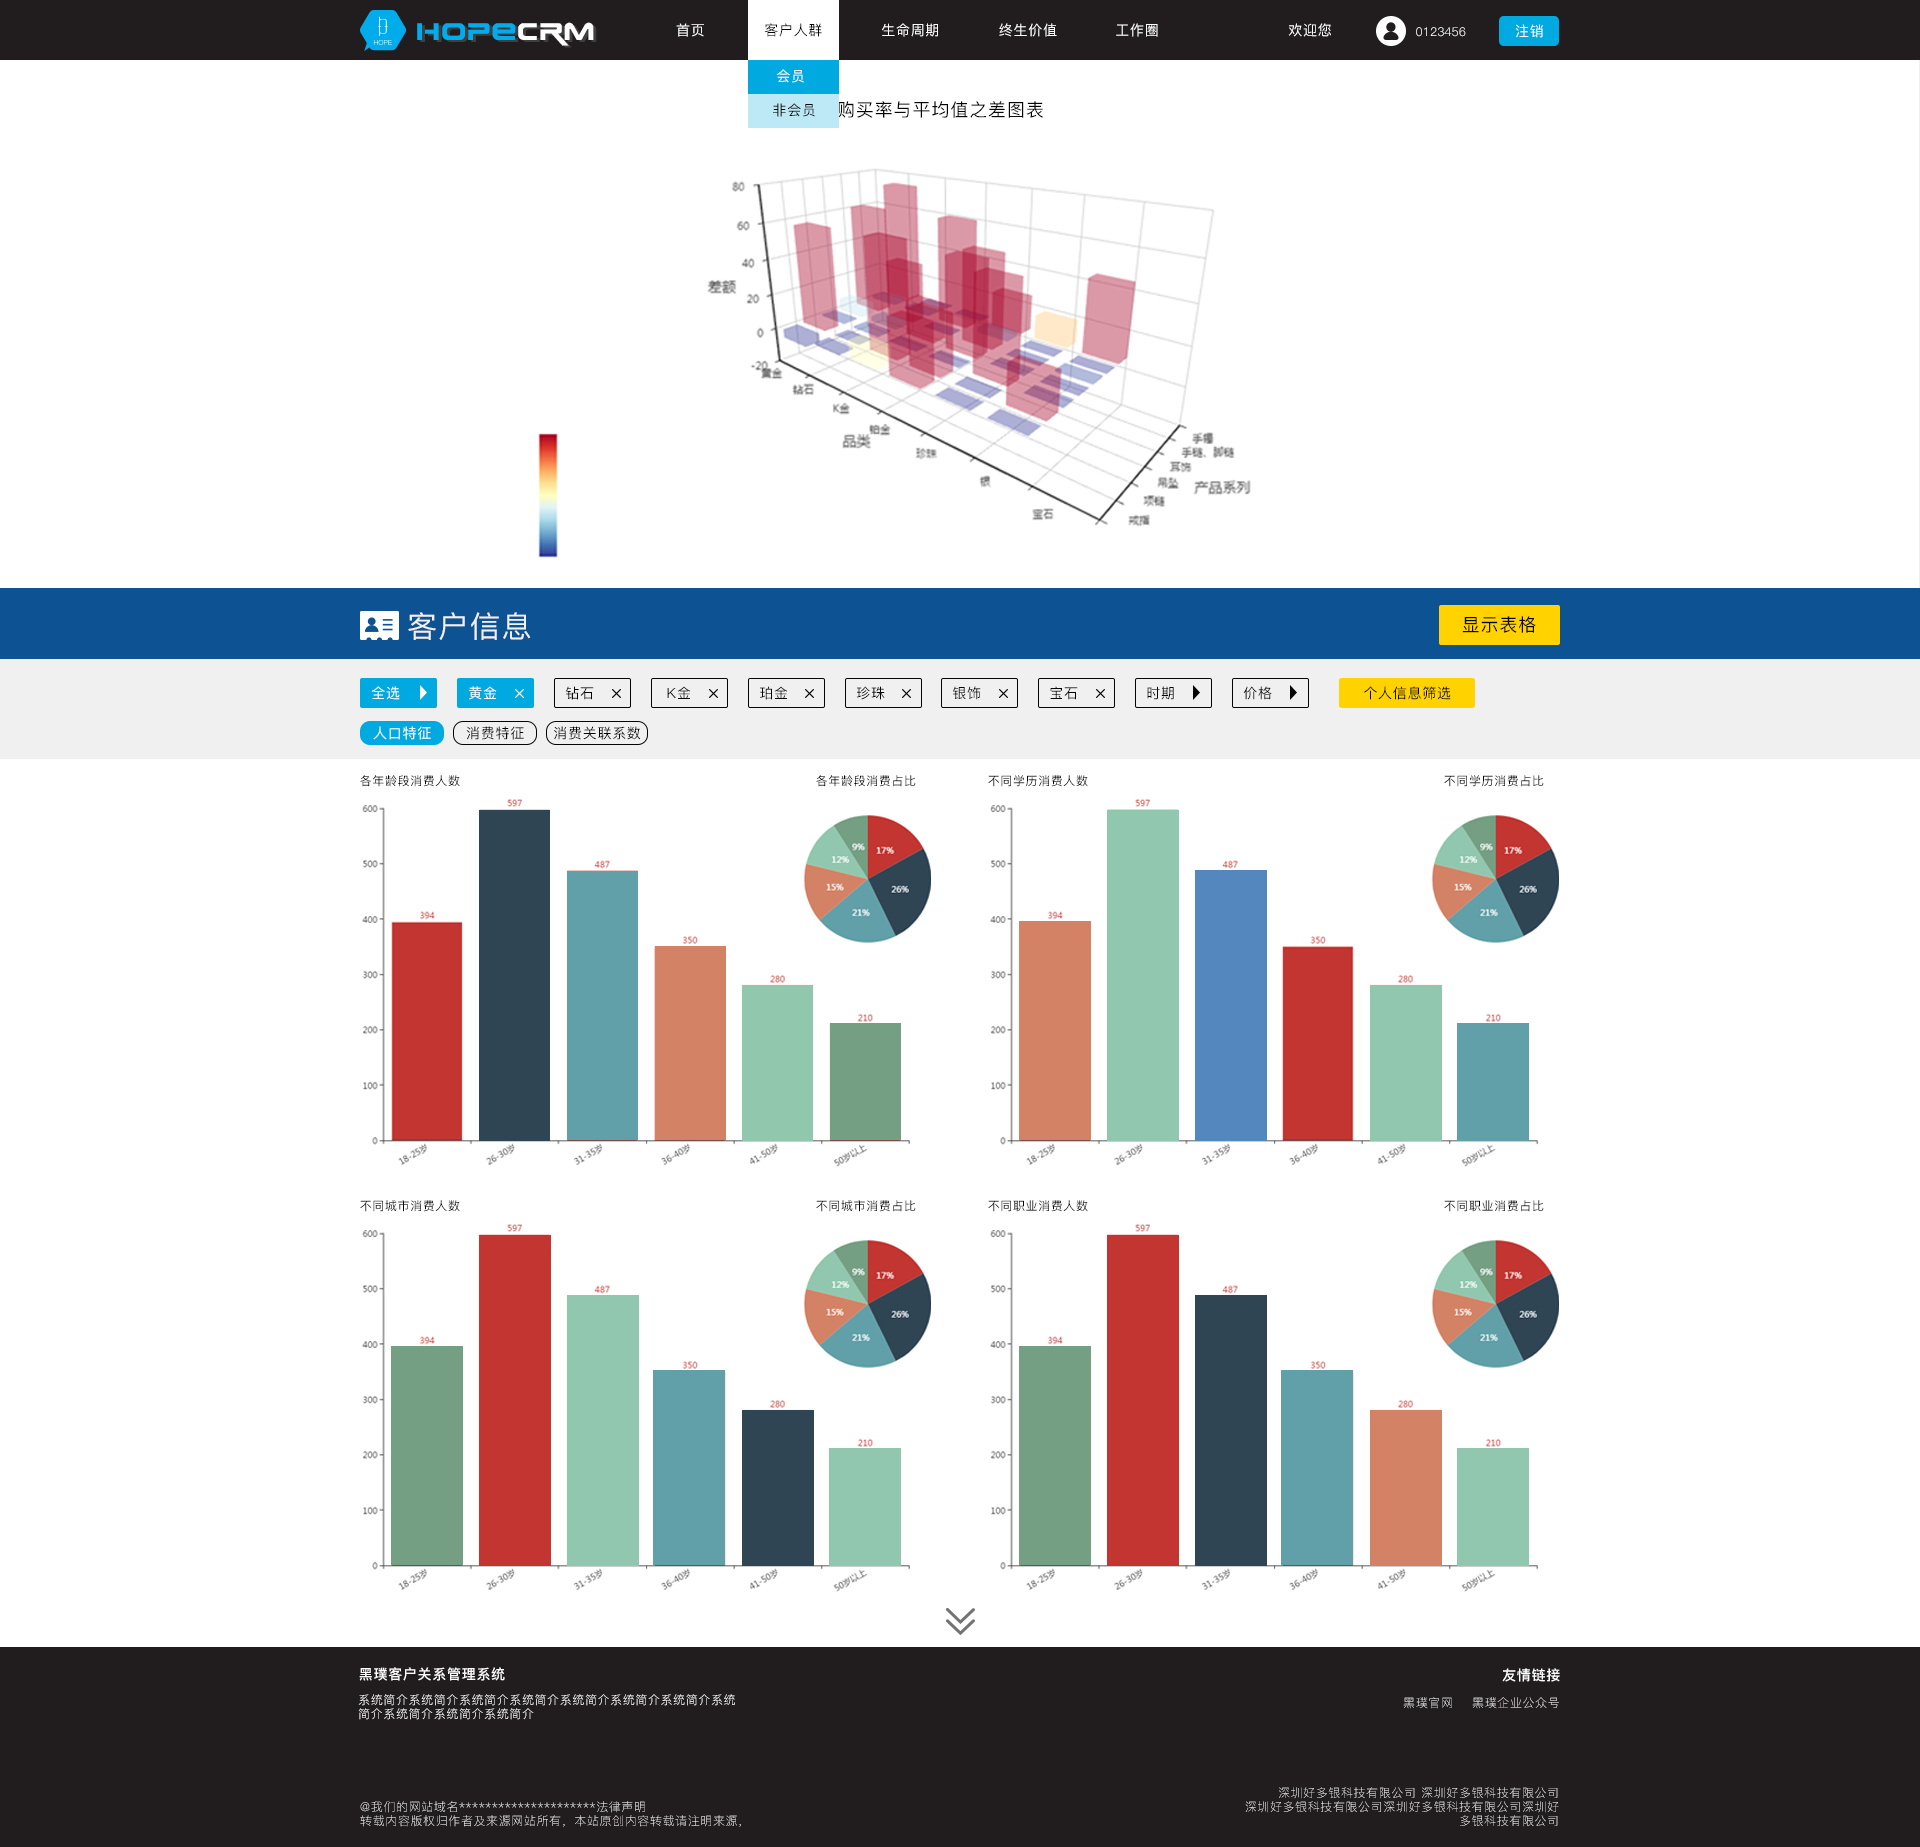 HOPE HOPECRM
首页 客户人群 生命周期 终生价值 工作圈 欢迎您 0123456 注销
会员
非会员 购买率与平均值之差图表
80
60
40
20
0
-20
差额
黄金
钻石
K金
铂金
珍珠
银
宝石
品类
手镯
手链、脚链
耳饰
吊坠
项链
戒指
产品系列
客户信息 显示表格
全选 黄金 钻石 K金 珀金 珍珠 银饰 宝石 时期 价格 个人信息筛选
人口特征 消费特征 消费关联系数
各年龄段消费人数 各年龄段消费占比
600
500
400
300
200
100
0
394 597 487 350 280 210
18-25岁 26-30岁 31-35岁 36-40岁 41-50岁 50岁以上
17% 26% 21% 15% 12% 9%
不同学历消费人数 不同学历消费占比
600
500
400
300
200
100
0
394 597 487 350 280 210
18-25岁 26-30岁 31-35岁 36-40岁 41-50岁 50岁以上
17% 26% 21% 15% 12% 9%
不同城市消费人数 不同城市消费占比
600
500
400
300
200
100
0
394 597 487 350 280 210
18-25岁 26-30岁 31-35岁 36-40岁 41-50岁 50岁以上
17% 26% 21% 15% 12% 9%
不同职业消费人数 不同职业消费占比
600
500
400
300
200
100
0
394 597 487 350 280 210
18-25岁 26-30岁 31-35岁 36-40岁 41-50岁 50岁以上
17% 26% 21% 15% 12% 9%
黑璞客户关系管理系统
系统简介系统简介系统简介系统简介系统简介系统简介系统简介系统
简介系统简介系统简介系统简介
友情链接
黑璞官网 黑璞企业公众号
@我们的网站域名*********************法律声明
转载内容版权归作者及来源网站所有，本站原创内容转载请注明来源，
深圳好多银科技有限公司 深圳好多银科技有限公司
深圳好多银科技有限公司深圳好多银科技有限公司深圳好
多银科技有限公司